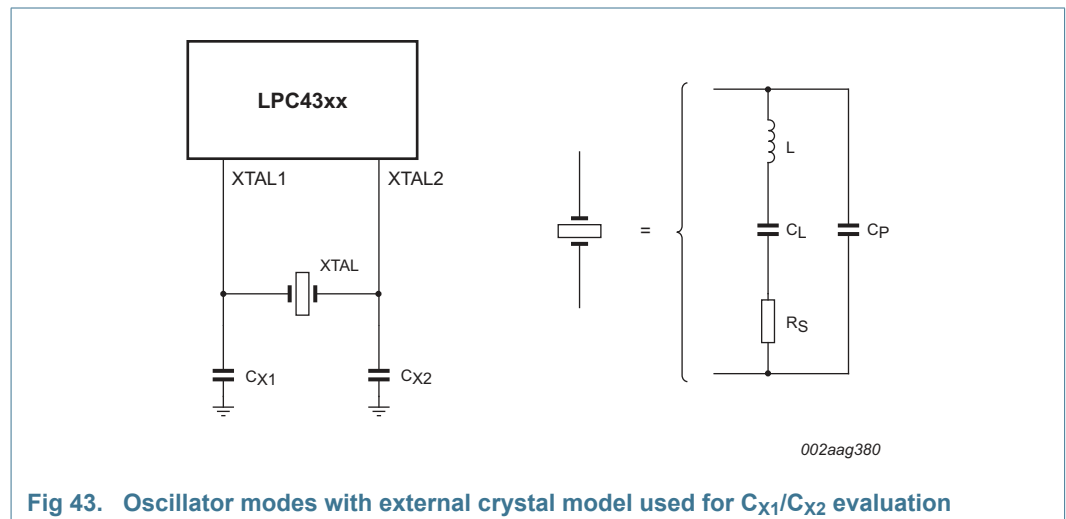 LPC43xx
XTAL1
XTAL2
XTAL
CX1
CX2
=
L
CL
CP
RS
002aag380
Fig 43. Oscillator modes with external crystal model used for CX1/CX2 evaluation